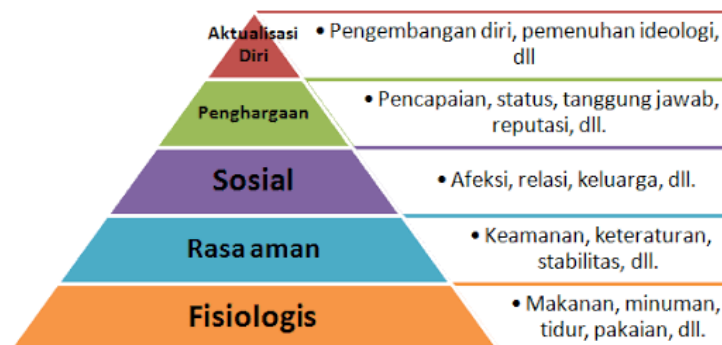 Aktualisasi
Diri
• Pengembangan diri, pemenuhan ideologi,
dll
Penghargaan
• Pencapaian, status, tanggung jawab,
reputasi, dll.
Sosial
• Afeksi, relasi, keluarga, dll.
Rasa aman
• Keamanan, keteraturan,
stabilitas, dll.
Fisiologis
• Makanan, minuman,
tidur, pakaian, dll.